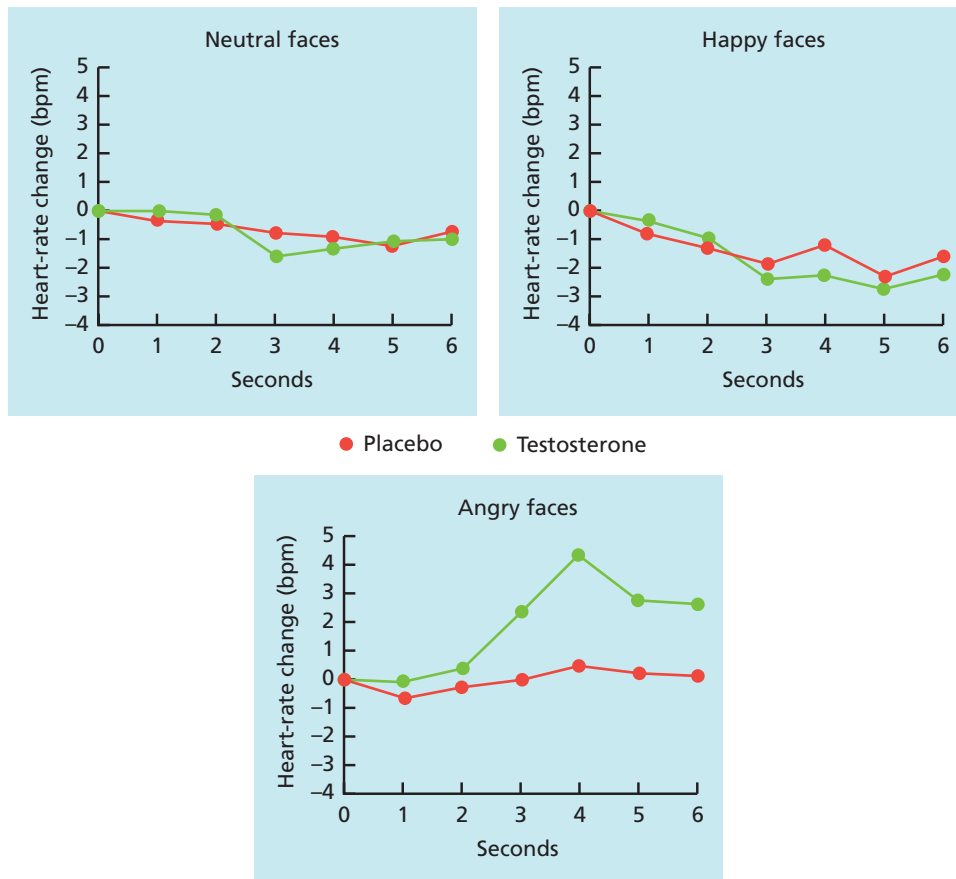 Neutral faces
Heart-rate change (bpm)
5
4
3
2
1
0
–1
–2
–3
–4
0 1 2 3 4 5 6
Seconds
Happy faces
Heart-rate change (bpm)
5
4
3
2
1
0
–1
–2
–3
–4
0 1 2 3 4 5 6
Seconds
Placebo Testosterone
Angry faces
Heart-rate change (bpm)
5
4
3
2
1
0
–1
–2
–3
–4
0 1 2 3 4 5 6
Seconds